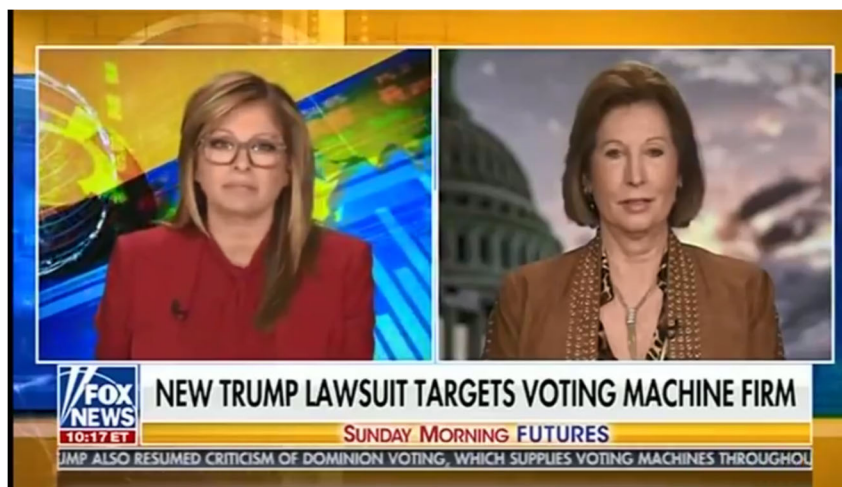 NEW TRUMP LAWSUIT TARGETS VOTING MACHINE FIRM
FOX
NEWS
10:17 ET
SUNDAY MORNING FUTURES
UMP ALSO RESUMED CRITICISM OF DOMINION VOTING, WHICH SUPPLIES VOTING MACHINES THROUGHOU